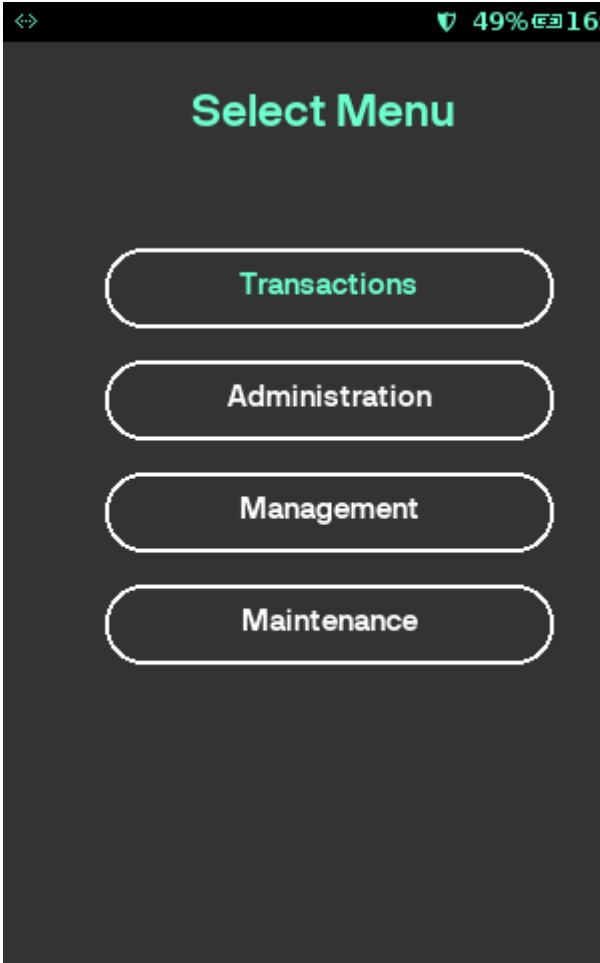 49% 16
Select Menu
Transactions
Administration
Management
Maintenance